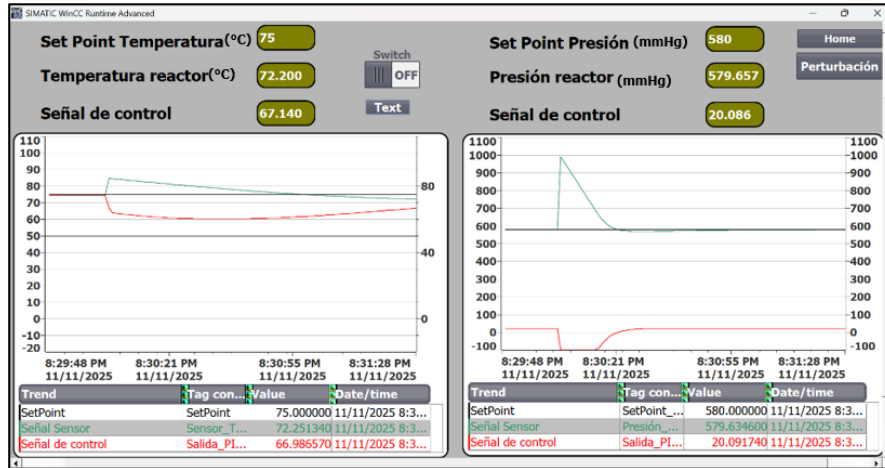 SIMATIC WinCC Runtime Advanced
Set Point Temperatura(°C) 75
Temperatura reactor(°C) 72.200
Señal de control 67.140
Switch
OFF
Text
Set Point Presión (mmHg) 580
Presión reactor (mmHg) 579.657
Señal de control 20.086
Home
Perturbación
110
100
90
80
70
60
50
40
30
20
10
0
-10
-20
80
40
0
8:29:48 PM 8:30:21 PM 8:30:55 PM 8:31:28 PM
11/11/2025 11/11/2025 11/11/2025 11/11/2025
Trend Tag con... Value Date/time
SetPoint SetPoint 75.000000 11/11/2025 8:3...
Señal Sensor Sensor_T... 72.251340 11/11/2025 8:3...
Señal de control Salida_PI... 66.986570 11/11/2025 8:3...
1100 1100
1000 1000
900 900
800 800
700 700
600 600
500 500
400 400
300 300
200 200
100 100
0 0
-100 -100
8:29:48 PM 8:30:21 PM 8:30:55 PM 8:31:28 PM
11/11/2025 11/11/2025 11/11/2025 11/11/2025
Trend Tag con... Value Date/time
SetPoint SetPoint_... 580.000000 11/11/2025 8:3...
Señal Sensor Presión_... 579.634600 11/11/2025 8:3...
Señal de control Salida_PI... 20.091740 11/11/2025 8:3...